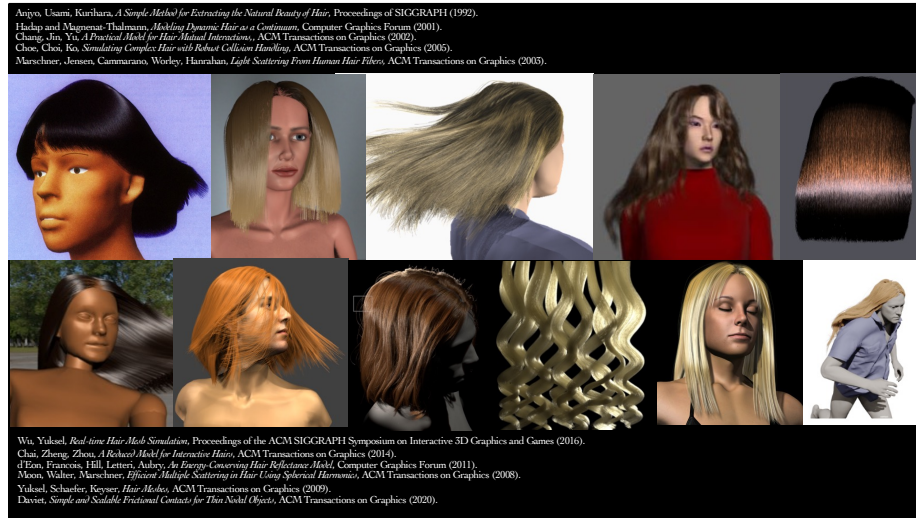 Anjyo, Usami, Kurihara, A Simple Method for Extracting the Natural Beauty of Hair, Proceedings of SIGGRAPH (1992).
Hadap and Magnenat-Thalmann, Modeling Dynamic Hair as a Continuum, Computer Graphics Forum (2001).
Chang, Jin, Yu, A Practical Model for Hair Mutual Interactions,, ACM Transactions on Graphics (2002).
Choe, Choi, Ko, Simulating Complex Hair with Robust Collision Handling, ACM Transactions on Graphics (2005).
Marschner, Jensen, Cammarano, Worley, Hanrahan, Light Scattering From Human Hair Fibers, ACM Transactions on Graphics (2003).
Wu, Yuksel, Real-time Hair Mesh Simulation, Proceedings of the ACM SIGGRAPH Symposium on Interactive 3D Graphics and Games (2016).
Chai, Zheng, Zhou, A Reduced Model for Interactive Hairs, ACM Transactions on Graphics (2014).
d'Eon, Francois, Hill, Letteri, Aubry, An Energy-Converving Hair Reflectance Model, Computer Graphics Forum (2011).
Moon, Walter, Marschner, Efficient Multiple Scattering in Hair Using Spherical Harmonics, ACM Transactions on Graphics (2008).
Yuksel, Schaefer, Keyser, Hair Meshes, ACM Transactions on Graphics (2009).
Daviet, Simple and Scalable Frictional Contacts for Thin Nodal Objects, ACM Transactions on Graphics (2020).